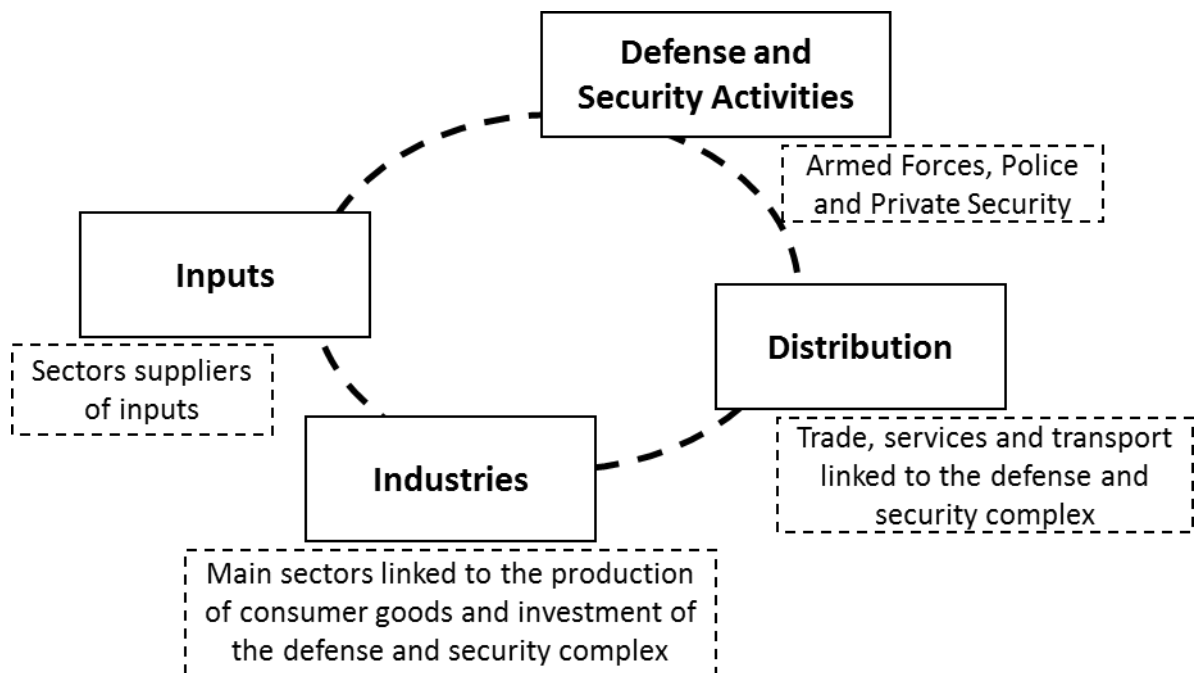 Defense and
Security Activities
Armed Forces, Police
and Private Security
Inputs
Sectors suppliers
of inputs
Distribution
Trade, services and transport
linked to the defense and
security complex
Industries
Main sectors linked to the production
of consumer goods and investment of
the defense and security complex